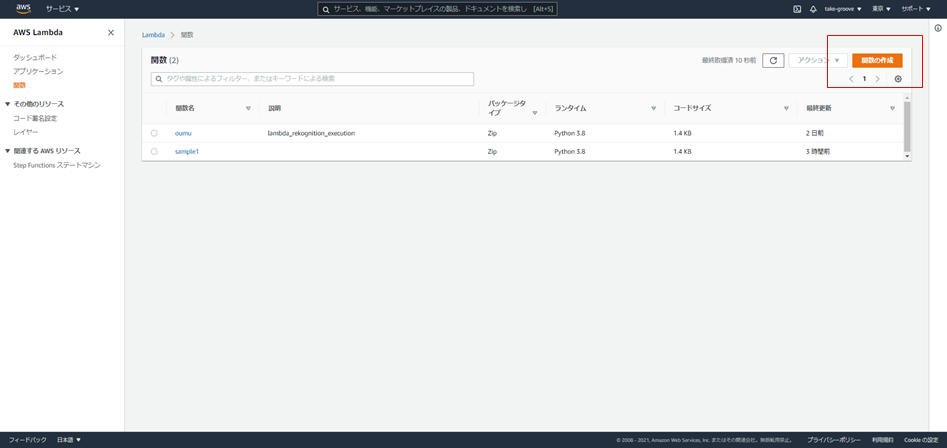 aws
サービス ▼
サービス、機能、マーケットプレイスの製品、ドキュメントを検索し [Alt+S]
take-groove ▼
東京 ▼
サポート ▼
AWS Lambda
ダッシュボード
アプリケーション
関数
▼ その他のリソース
コード署名設定
レイヤー
▼ 関連する AWS リソース
Step Functions ステートマシン
Lambda > 関数
関数 (2)
最終取得済 10 秒前
アクション ▼
関数の作成
タグや属性によるフィルター、またはキーワードによる検索
< 1 >
関数名 説明 パッケージタイプ ランタイム コードサイズ 最終更新
oumu lambda_rekognition_execution Zip Python 3.8 1.4 KB 2 日前
sample1 Zip Python 3.8 1.4 KB 3 時間前
フィードバック 日本語 ▼
© 2008 - 2021, Amazon Web Services, Inc. またはその関連会社。無断転用禁止。
プライバシーポリシー 利用規約 Cookie の設定